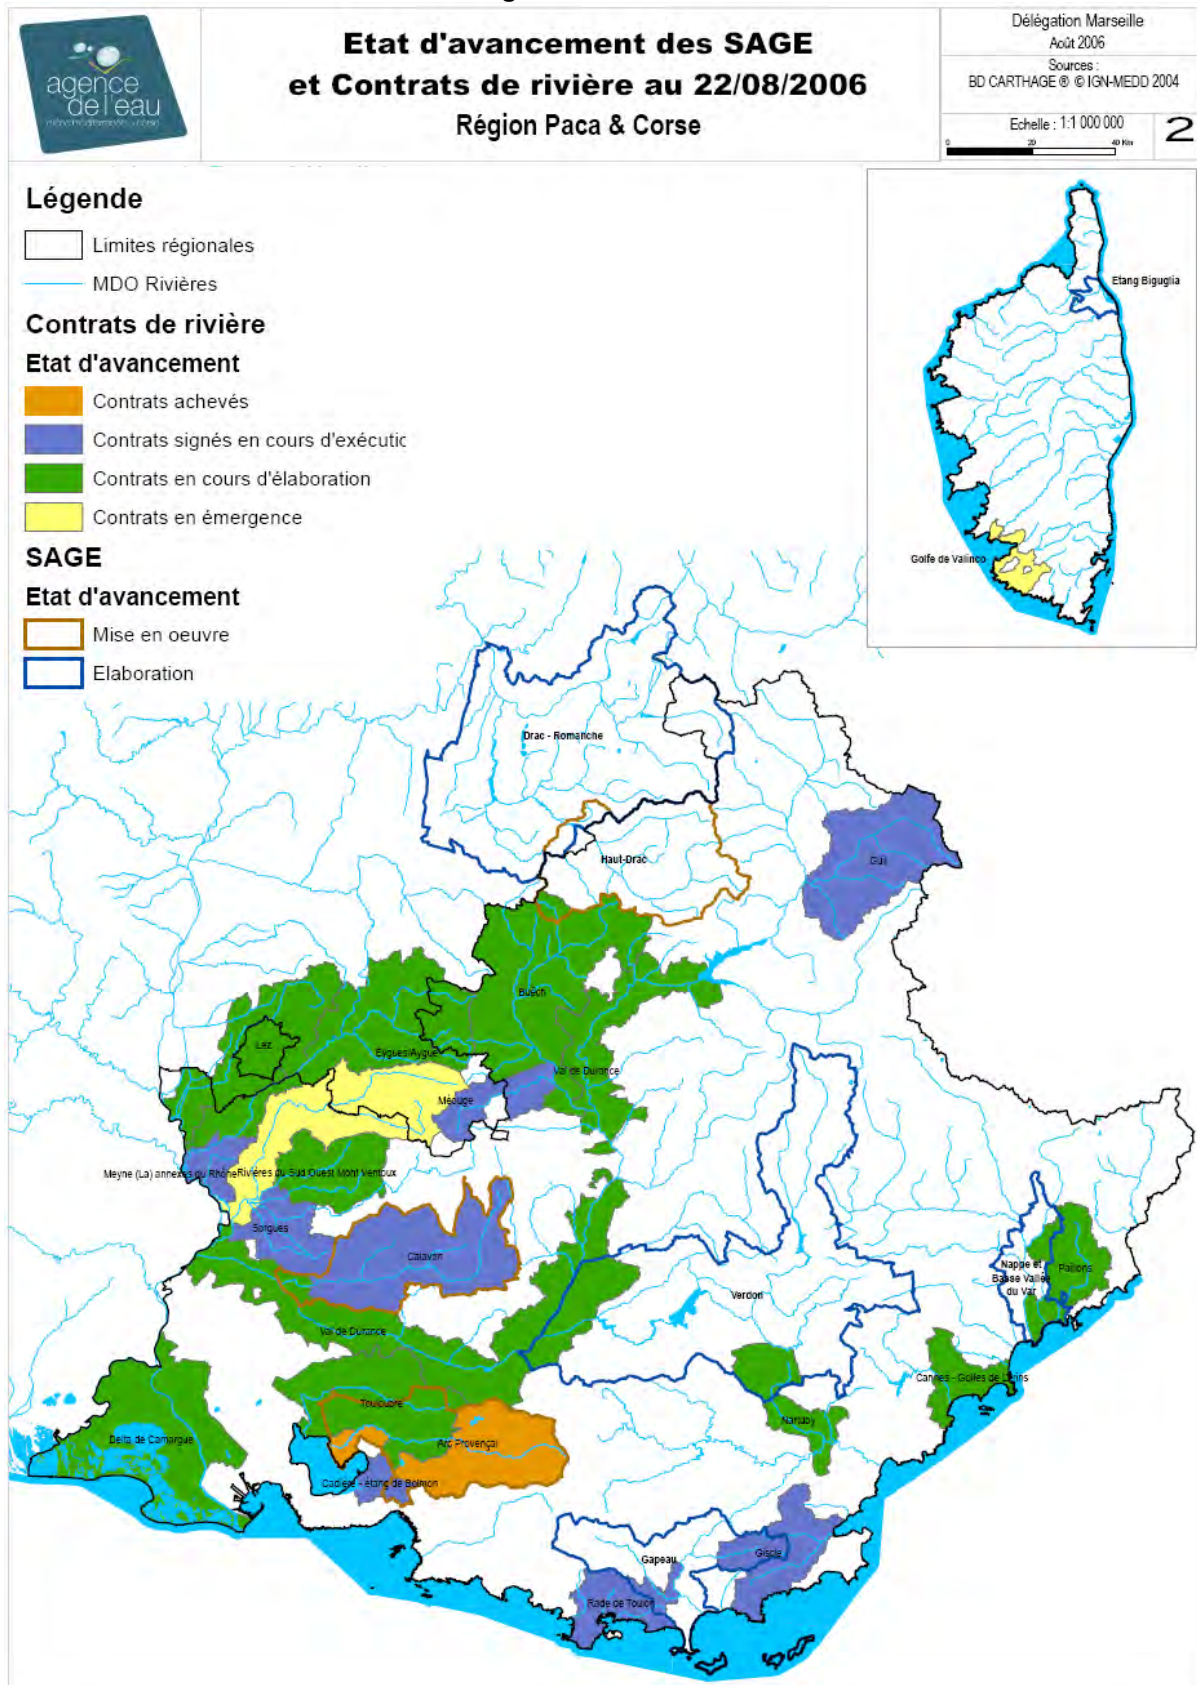 agence
de l'eau
Etat d'avancement des SAGE
et Contrats de rivière au 22/08/2006
Région Paca & Corse
Délégation Marseille
Août 2006
Sources :
BD CARTHAGE ® © IGN-MEDD 2004
Echelle : 1:1 000 000
0 20 40 Km
2
Légende
Limites régionales
MDO Rivières
Contrats de rivière
Etat d'avancement
Contrats achevés
Contrats signés en cours d'exécutic
Contrats en cours d'élaboration
Contrats en émergence
SAGE
Etat d'avancement
Mise en oeuvre
Elaboration
Etang Biguglia
Golfe de Valinco
Drac - Romanche
Haut-Drac
Guil
Buëch
Lez
Eygues/Aygue
Val de Durance
Méouge
Meyne (La) annexes du Rhône
Rivières du Sud Ouest Mont Ventoux
Sorgues
Calavon
Nappe et
Basse Vallée
du Var
Paillons
Verdon
Val de Durance
Cannes - Golfes de Lérins
Touloubre
Nartuby
Delta de Camargue
Arc Provençal
Cadière - étang de Bolmon
Gapeau
Giscle
Rade de Toulon